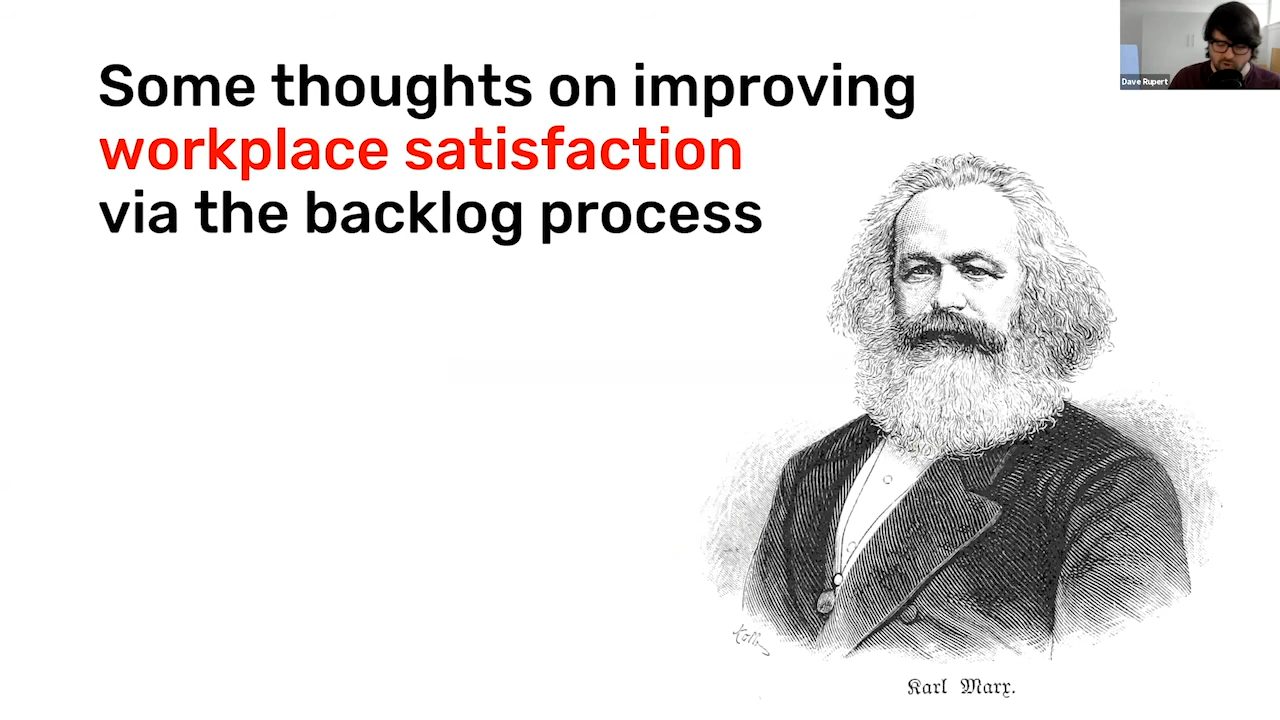 Some thoughts on improving
workplace satisfaction
via the backlog process
Dave Rupert
Karl Marx.